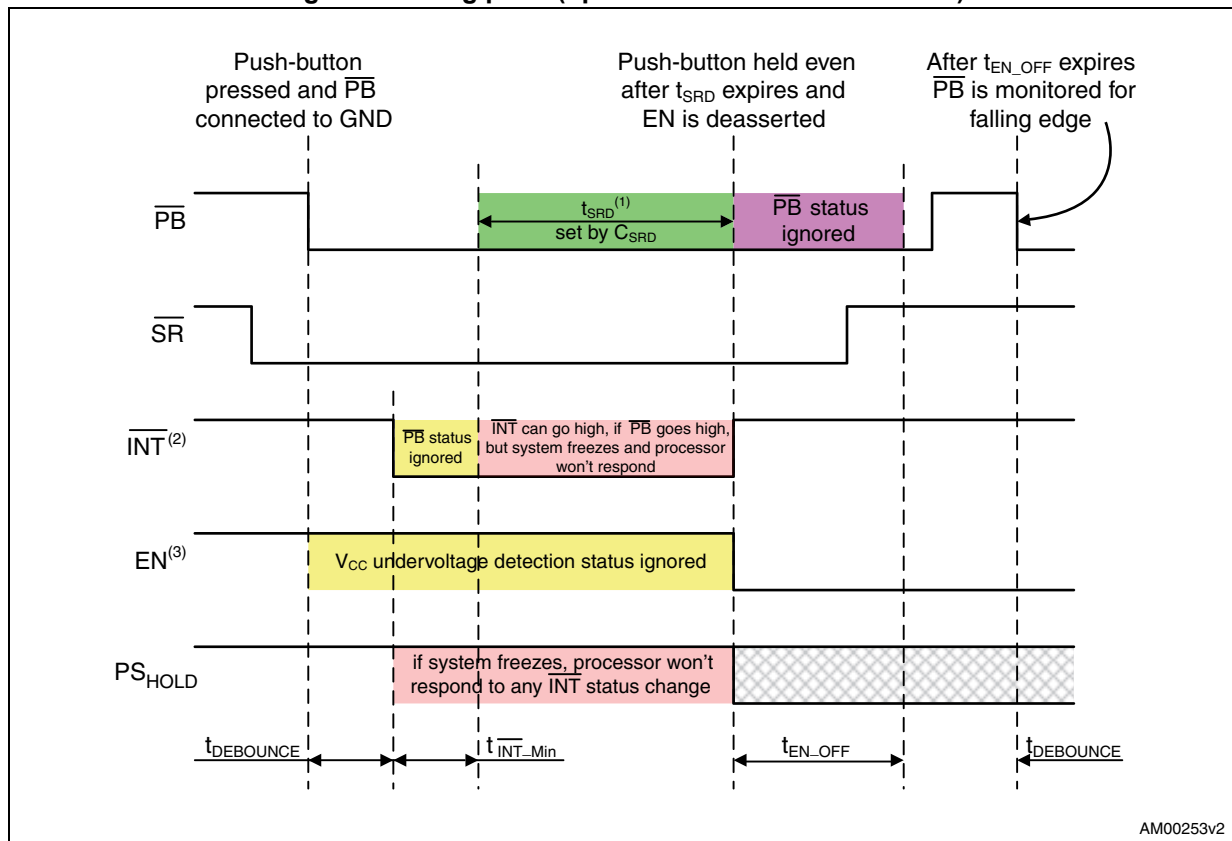 Push-button
pressed and PB
connected to GND
Push-button held even
after tSRD expires and
EN is deasserted
After tEN_OFF expires
PB is monitored for
falling edge
PB
tSRD(1)
set by CSRD
PB status
ignored
SR
INT(2)
PB status
ignored
INT can go high, if PB goes high,
but system freezes and processor
won't respond
EN(3)
VCC undervoltage detection status ignored
PSHOLD
if system freezes, processor won't
respond to any INT status change
tDEBOUNCE
tINT_Min
tEN_OFF
tDEBOUNCE
AM00253v2